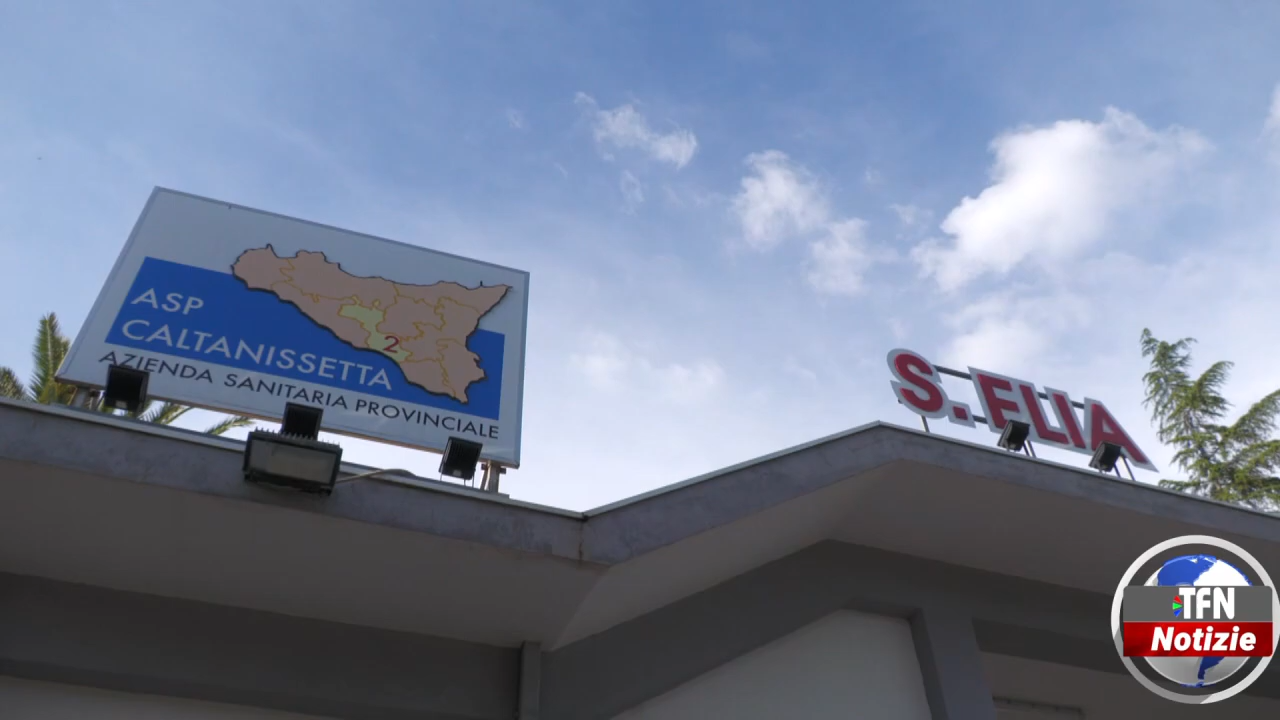 ASP
CALTANISSETTA
AZIENDA SANITARIA PROVINCIALE
2
S. ELIA
TFN
Notizie